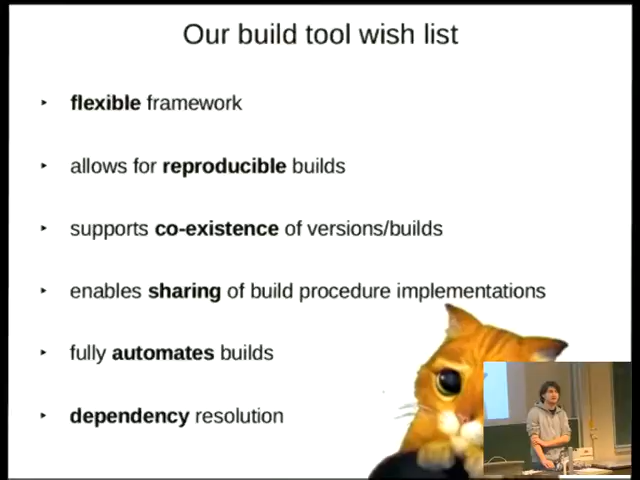 Our build tool wish list
flexible framework
allows for reproducible builds
supports co-existence of versions/builds
enables sharing of build procedure implementations
fully automates builds
dependency resolution